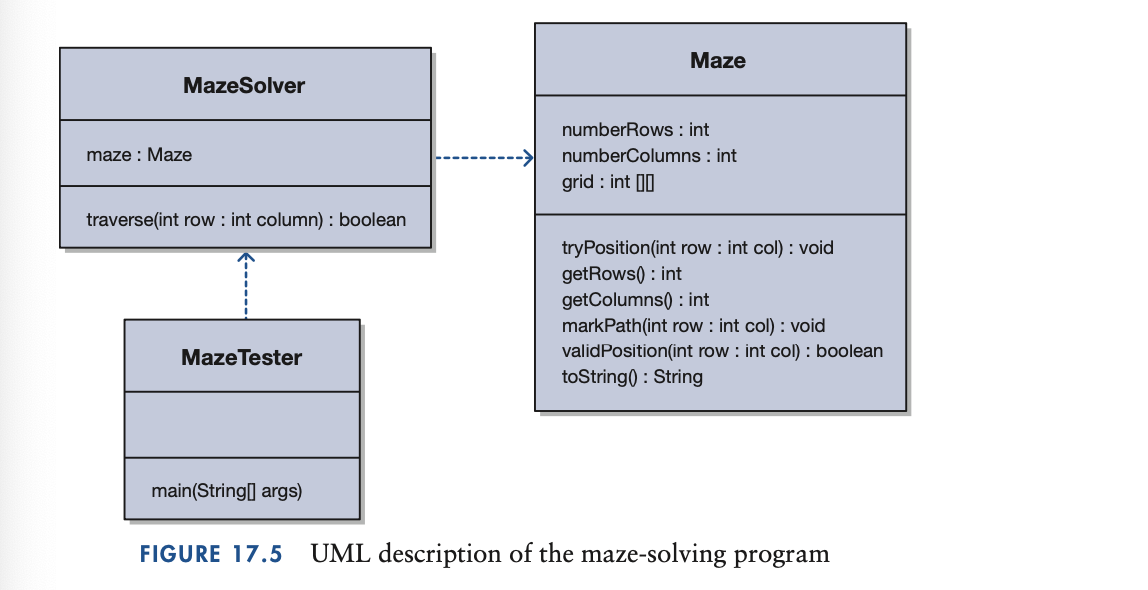 MazeSolver
maze : Maze
traverse(int row : int column) : boolean
Maze
numberRows : int
numberColumns : int
grid : int [][]
tryPosition(int row : int col) : void
getRows() : int
getColumns() : int
markPath(int row : int col) : void
validPosition(int row : int col) : boolean
toString() : String
MazeTester
main(String[] args)
FIGURE 17.5 UML description of the maze-solving program